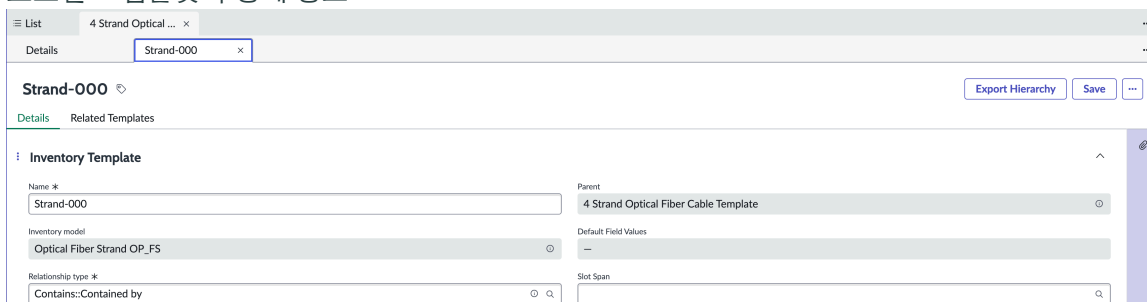 List
4 Strand Optical ... ×
Details
Strand-000 ×
Strand-000
Export Hierarchy
Save
Details
Related Templates
Inventory Template
Name *
Parent
Strand-000
4 Strand Optical Fiber Cable Template
Inventory model
Default Field Values
Optical Fiber Strand OP_FS
—
Relationship type *
Slot Span
Contains::Contained by